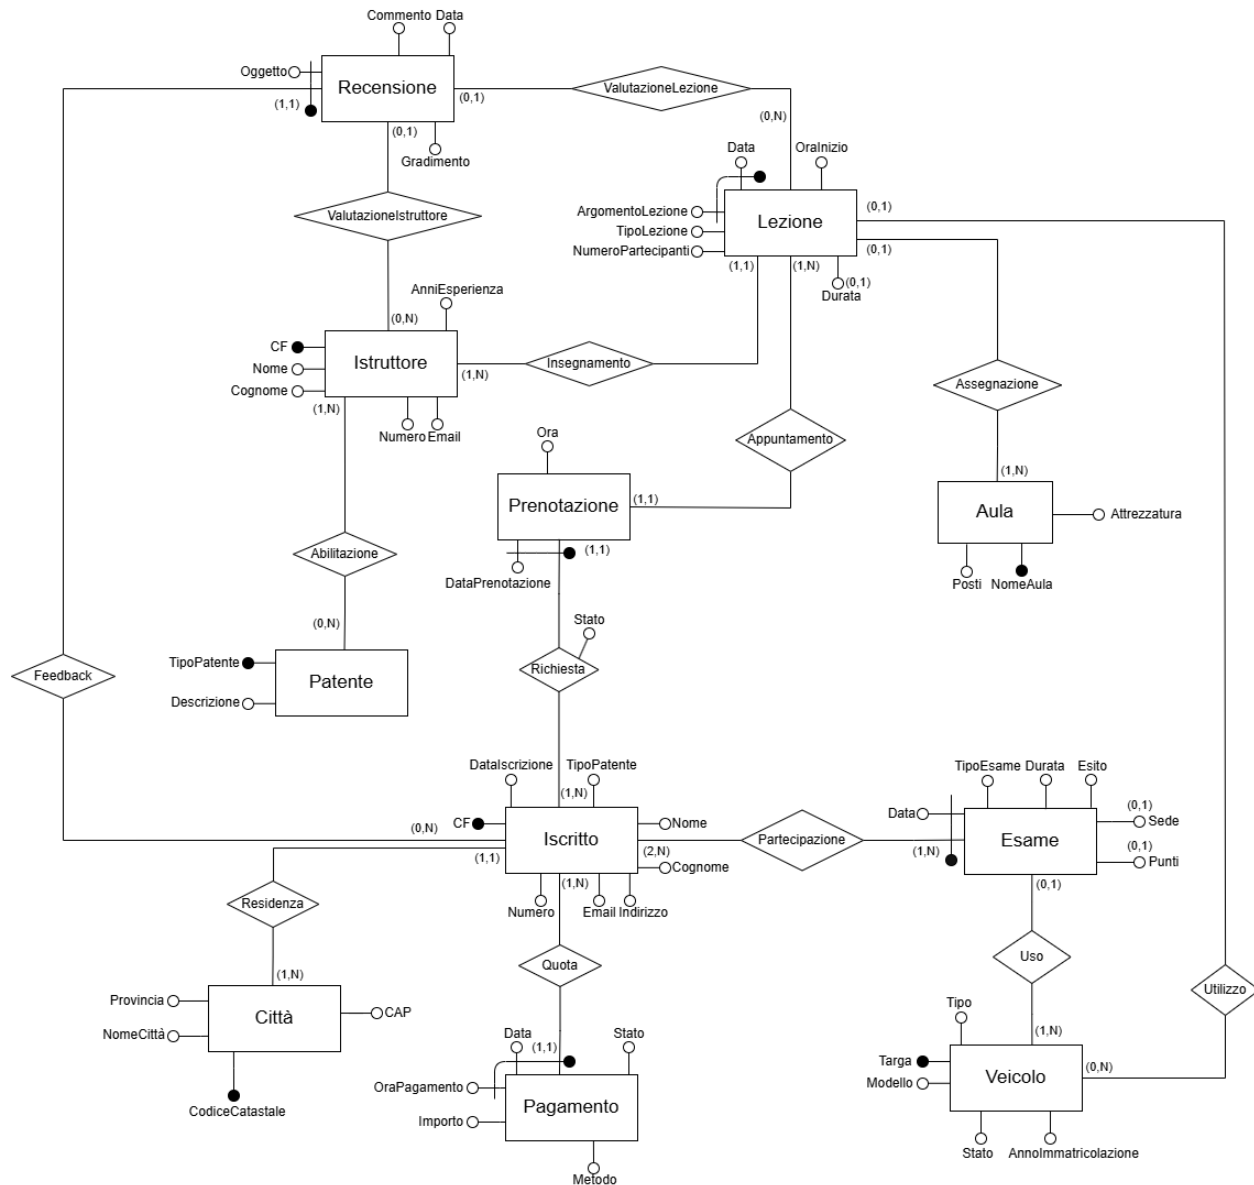 Commento Data
Oggetto
Recensione
(1,1)
(0,1)
(0,1)
Gradimento
ValutazioneLezione
(0,N)
Data
OraInizio
ValutazioneIstruttore
ArgomentoLezione
TipoLezione
NumeroPartecipanti
Lezione
(0,1)
(0,1)
(1,1)
(1,N)
(0,1)
Durata
AnniEsperienza
(0,N)
CF
Nome
Cognome
Istruttore
(1,N)
(1,N)
Numero Email
Insegnamento
Assegnazione
Ora
Appuntamento
Prenotazione
(1,1)
(1,1)
DataPrenotazione
(1,N)
Aula
Attrezzatura
Posti
NomeAula
Abilitazione
(0,N)
Stato
TipoPatente
Descrizione
Patente
Feedback
Richiesta
DataIscrizione
TipoPatente
(1,N)
CF
Iscritto
Nome
Cognome
(0,N)
(1,1)
(2,N)
(1,N)
Numero
Email Indirizzo
Partecipazione
TipoEsame Durata
Esito
Data
(1,N)
Esame
(0,1)
Sede
(0,1)
Punti
(0,1)
Residenza
(1,N)
Quota
Uso
Utilizzo
Provincia
NomeCittà
Città
CAP
CodiceCatastale
Data
(1,1)
Stato
OraPagamento
Importo
Pagamento
Metodo
Tipo
(1,N)
Targa
Modello
Veicolo
(0,N)
Stato
AnnoImmatricolazione